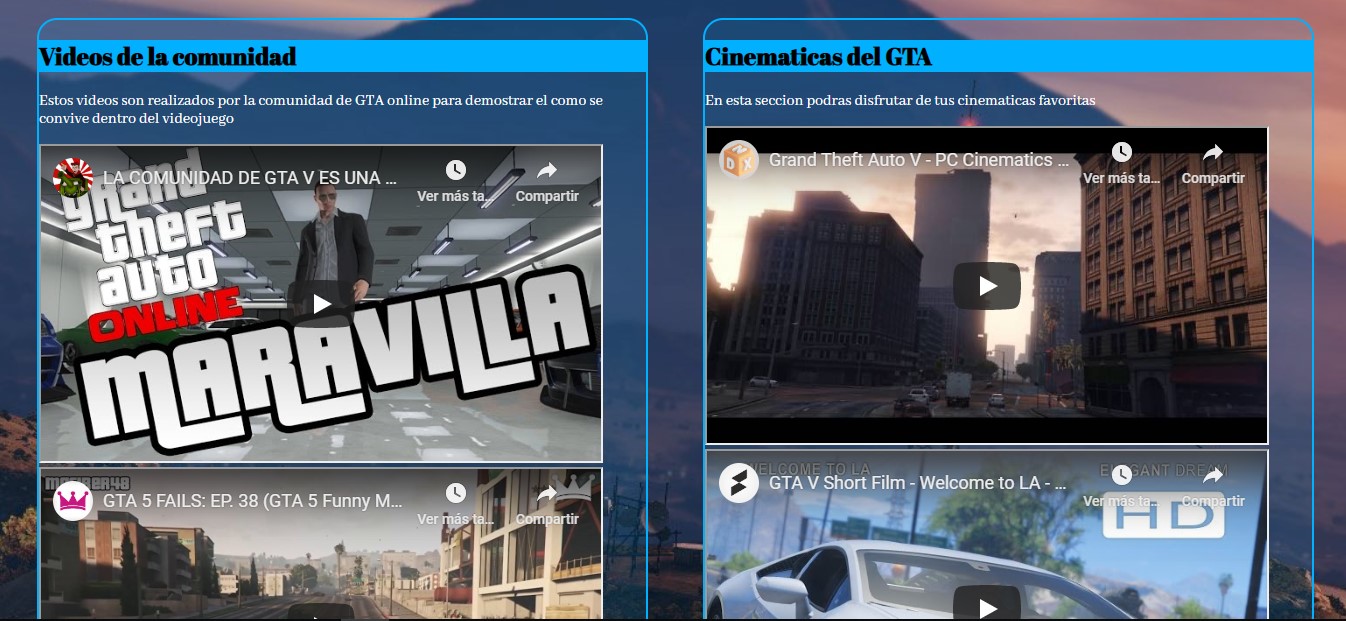 Videos de la comunidad
Estos videos son realizados por la comunidad de GTA online para demostrar el como se
convive dentro del videojuego
LA COMUNIDAD DE GTA V ES UNA ...
Ver más ta...
Compartir
grand
theft
auto
ONLINE
MARAVILLA
GTA 5 FAILS: EP. 38 (GTA 5 Funny M...
Ver más ta...
Compartir
Cinematicas del GTA
En esta seccion podras disfrutar de tus cinematicas favoritas
Grand Theft Auto V - PC Cinematics ...
Ver más ta...
Compartir
WELCOME TO LA
ELEGANT DREAM
GTA V Short Film - Welcome to LA - ...
Ver más ta...
Compartir
HD